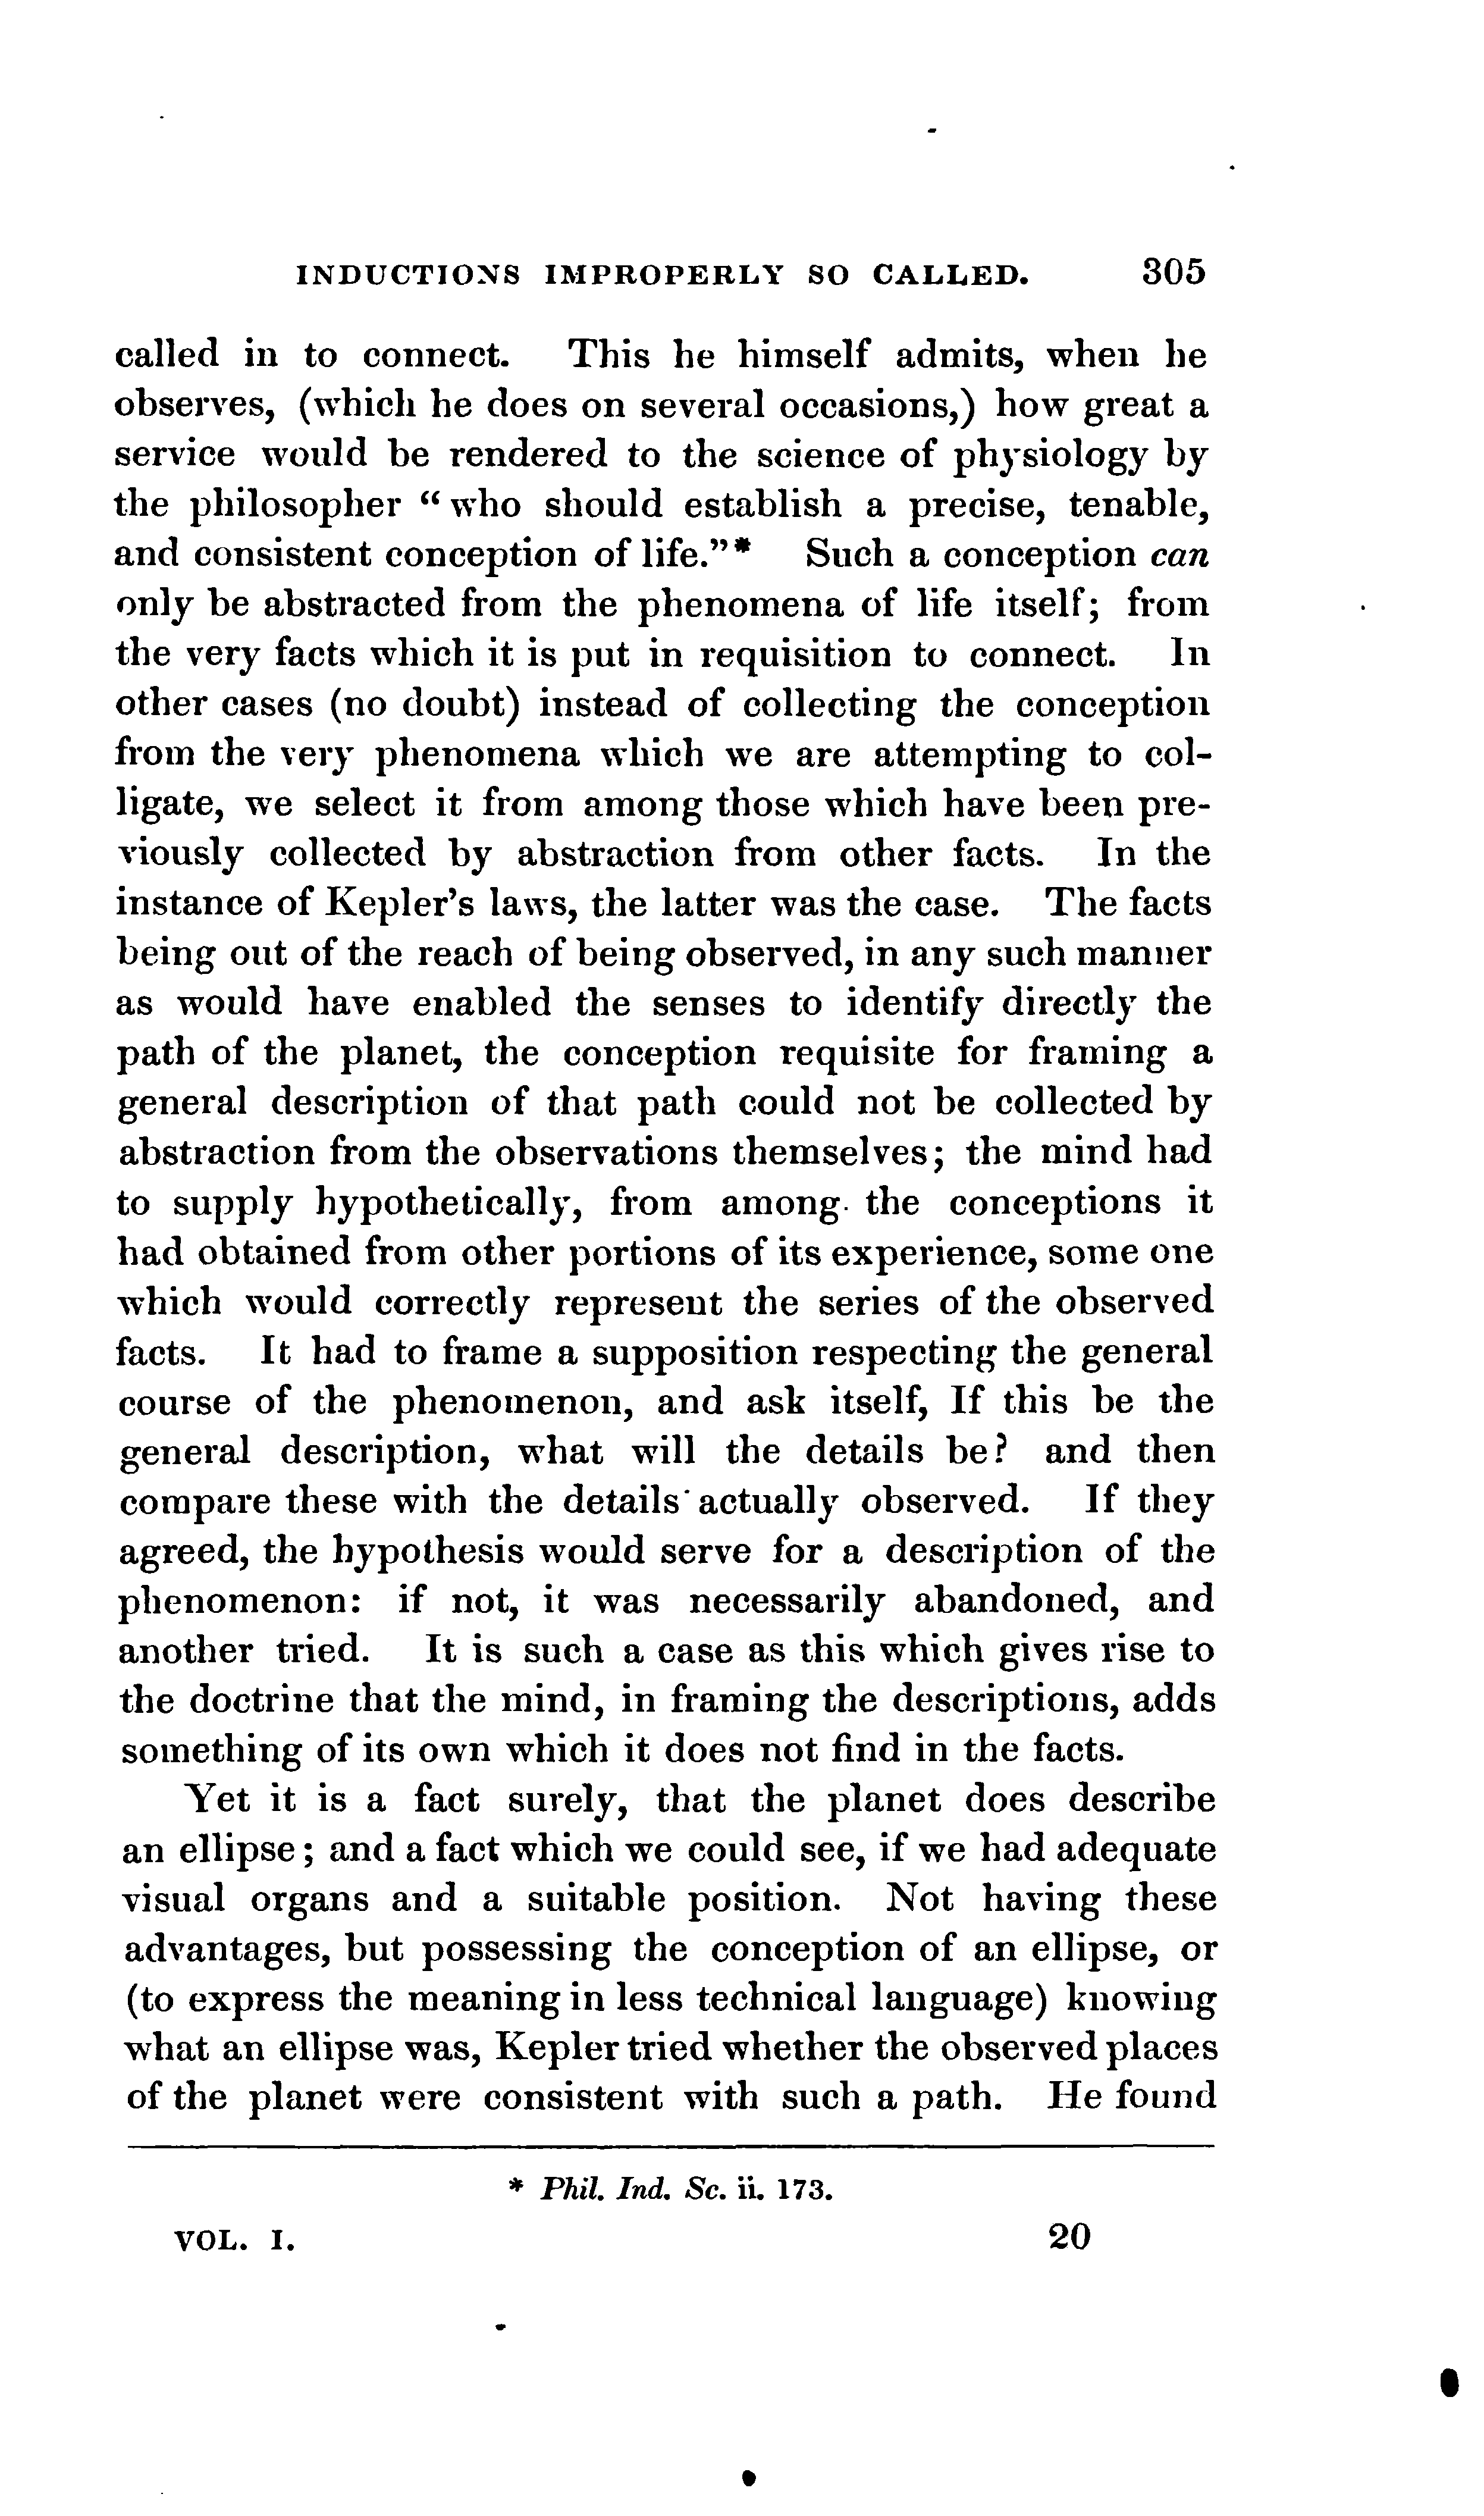 INDUCTIONS IMPROPERLY SO CALLED. 305
called in to connect. This he himself admits, when he
observes, (which he does on several occasions,) how great a
service would be rendered to the science of physiology by
the philosopher “who should establish a precise, tenable,
and consistent conception of life.”* Such a conception can
only be abstracted from the phenomena of life itself; from
the very facts which it is put in requisition to connect. In
other cases (no doubt) instead of collecting the conception
from the very phenomena which we are attempting to col-
ligate, we select it from among those which have been pre-
viously collected by abstraction from other facts. In the
instance of Kepler’s laws, the latter was the case. The facts
being out of the reach of being observed, in any such manner
as would have enabled the senses to identify directly the
path of the planet, the conception requisite for framing a
general description of that path could not be collected by
abstraction from the observations themselves; the mind had
to supply hypothetically, from among the conceptions it
had obtained from other portions of its experience, some one
which would correctly represent the series of the observed
facts. It had to frame a supposition respecting the general
course of the phenomenon, and ask itself, If this be the
general description, what will the details be? and then
compare these with the details actually observed. If they
agreed, the hypothesis would serve for a description of the
phenomenon: if not, it was necessarily abandoned, and
another tried. It is such a case as this which gives rise to
the doctrine that the mind, in framing the descriptions, adds
something of its own which it does not find in the facts.
Yet it is a fact surely, that the planet does describe
an ellipse; and a fact which we could see, if we had adequate
visual organs and a suitable position. Not having these
advantages, but possessing the conception of an ellipse, or
(to express the meaning in less technical language) knowing
what an ellipse was, Kepler tried whether the observed places
of the planet were consistent with such a path. He found
* Phil. Ind. Sc. ii. 173.
VOL. I. 20